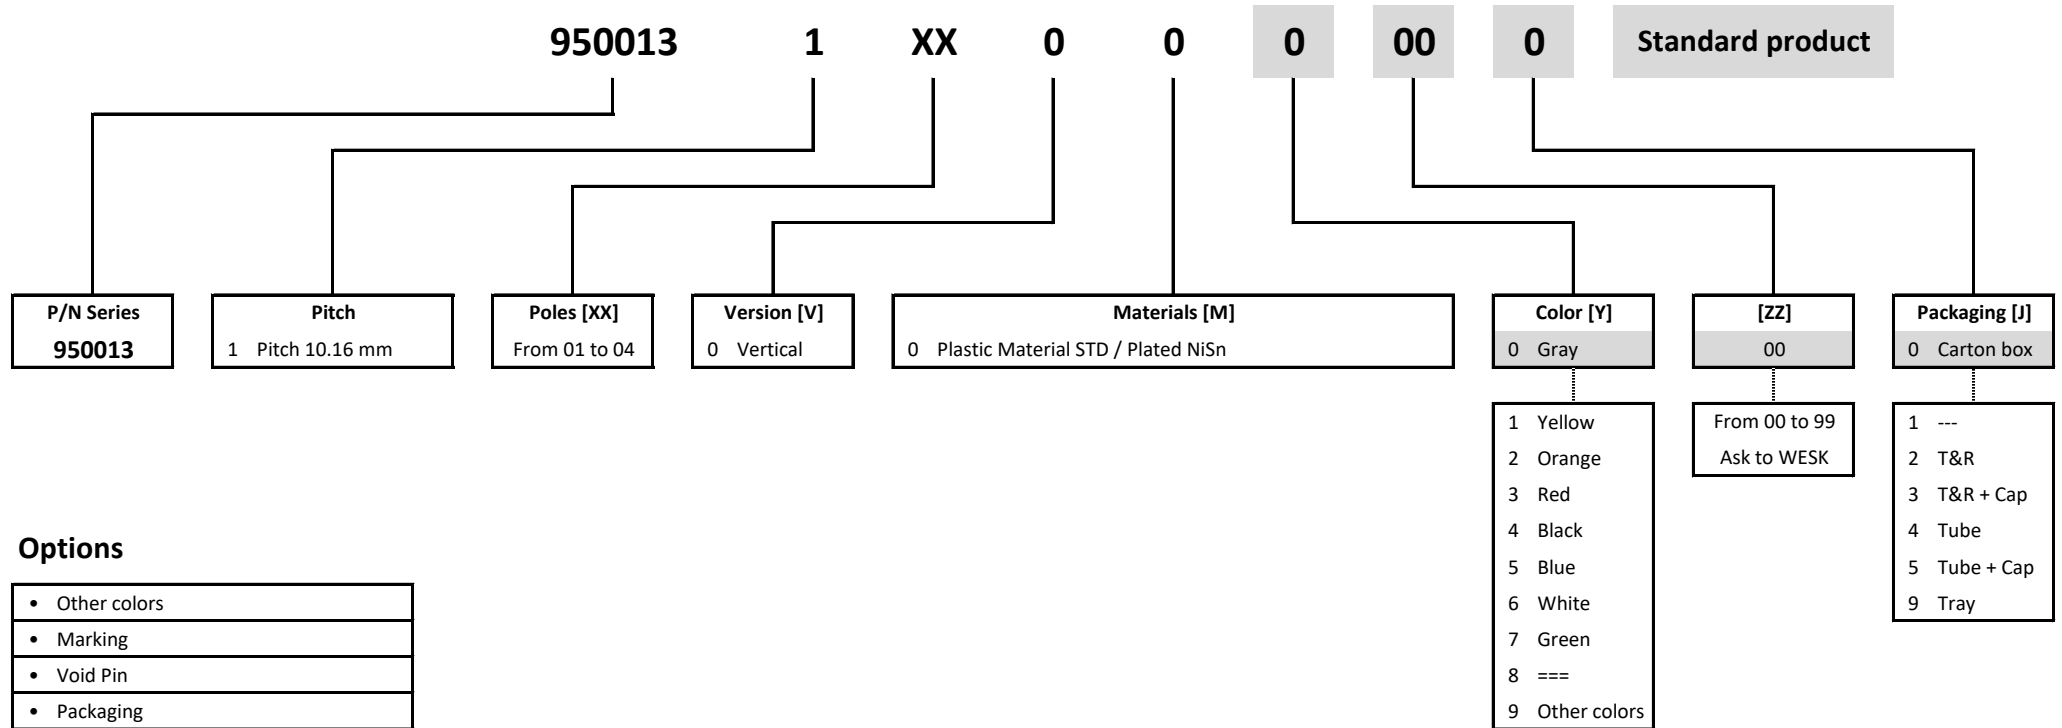 950013 1 XX 0 0 0 00 0 Standard product
P/N Series Pitch Poles [XX] Version [V] Materials [M] Color [Y] [ZZ] Packaging [J]
950013 1 Pitch 10.16 mm From 01 to 04 0 Vertical 0 Plastic Material STD / Plated NiSn 0 Gray 00 0 Carton box
1 Yellow From 00 to 99 1 ---
2 Orange Ask to WESK 2 T&R
3 Red 3 T&R + Cap
4 Black 4 Tube
5 Blue 5 Tube + Cap
6 White 9 Tray
7 Green
8 ===
9 Other colors
Options
• Other colors
• Marking
• Void Pin
• Packaging